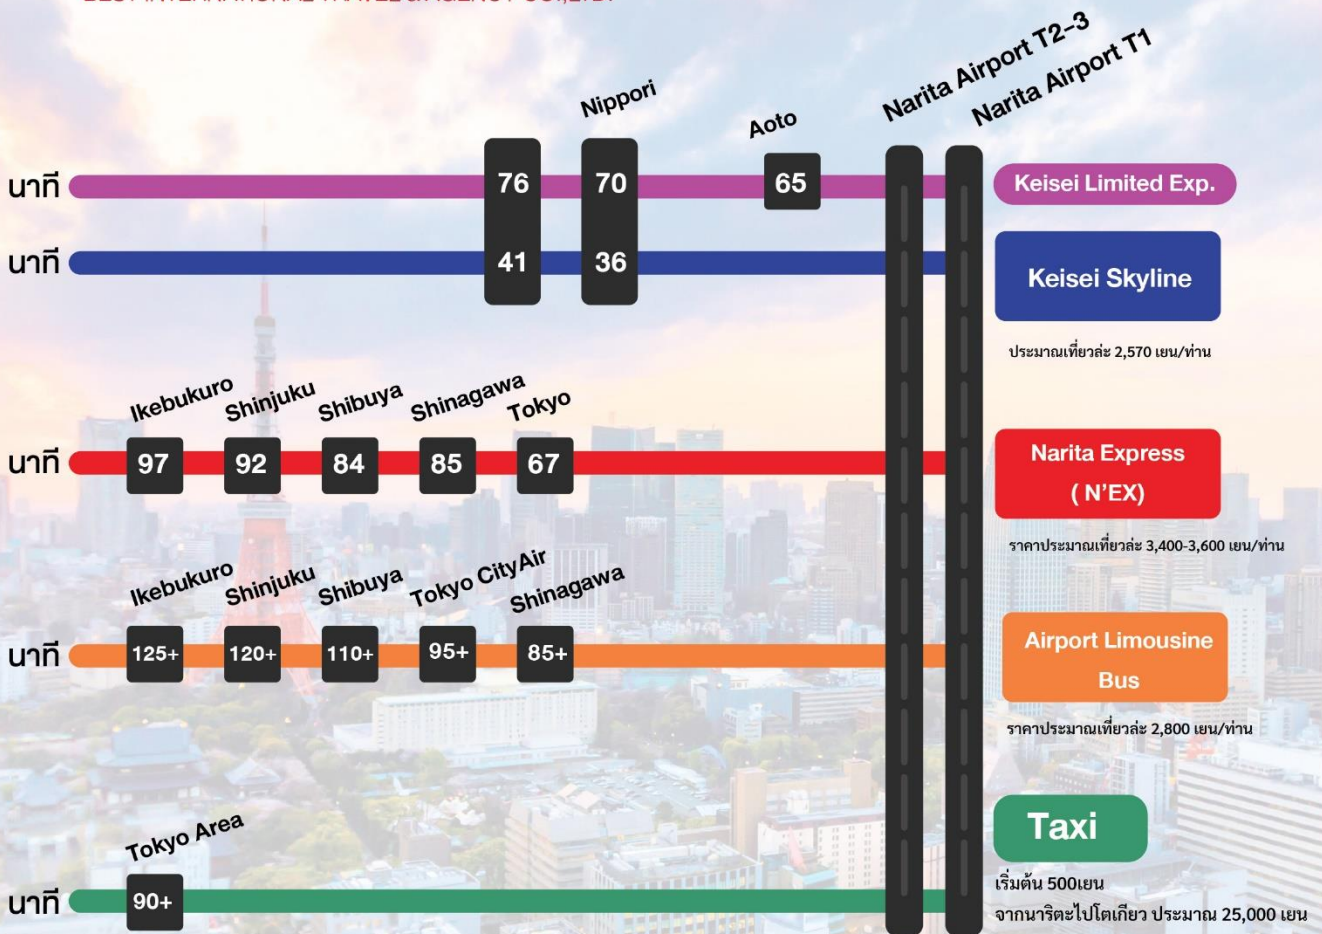 BEST INTERNATIONAL TRAVEL & AGENCY CO.,LTD.
Nippori
Aoto
Narita Airport T2-3
Narita Airport T1
นาที
76
70
65
Keisei Limited Exp.
นาที
41
36
Keisei Skyline
ประมาณเที่ยวล่ะ 2,570 เยน/ท่าน
Ikebukuro
Shinjuku
Shibuya
Shinagawa
Tokyo
นาที
97
92
84
85
67
Narita Express
( N'EX)
ราคาประมาณเที่ยวล่ะ 3,400-3,600 เยน/ท่าน
Ikebukuro
Shinjuku
Shibuya
Tokyo CityAir
Shinagawa
นาที
125+
120+
110+
95+
85+
Airport Limousine
Bus
ราคาประมาณเที่ยวล่ะ 2,800 เยน/ท่าน
Tokyo Area
นาที
90+
Taxi
เริ่มต้น 500เยน
จากนาริตะไปโตเกียว ประมาณ 25,000 เยน